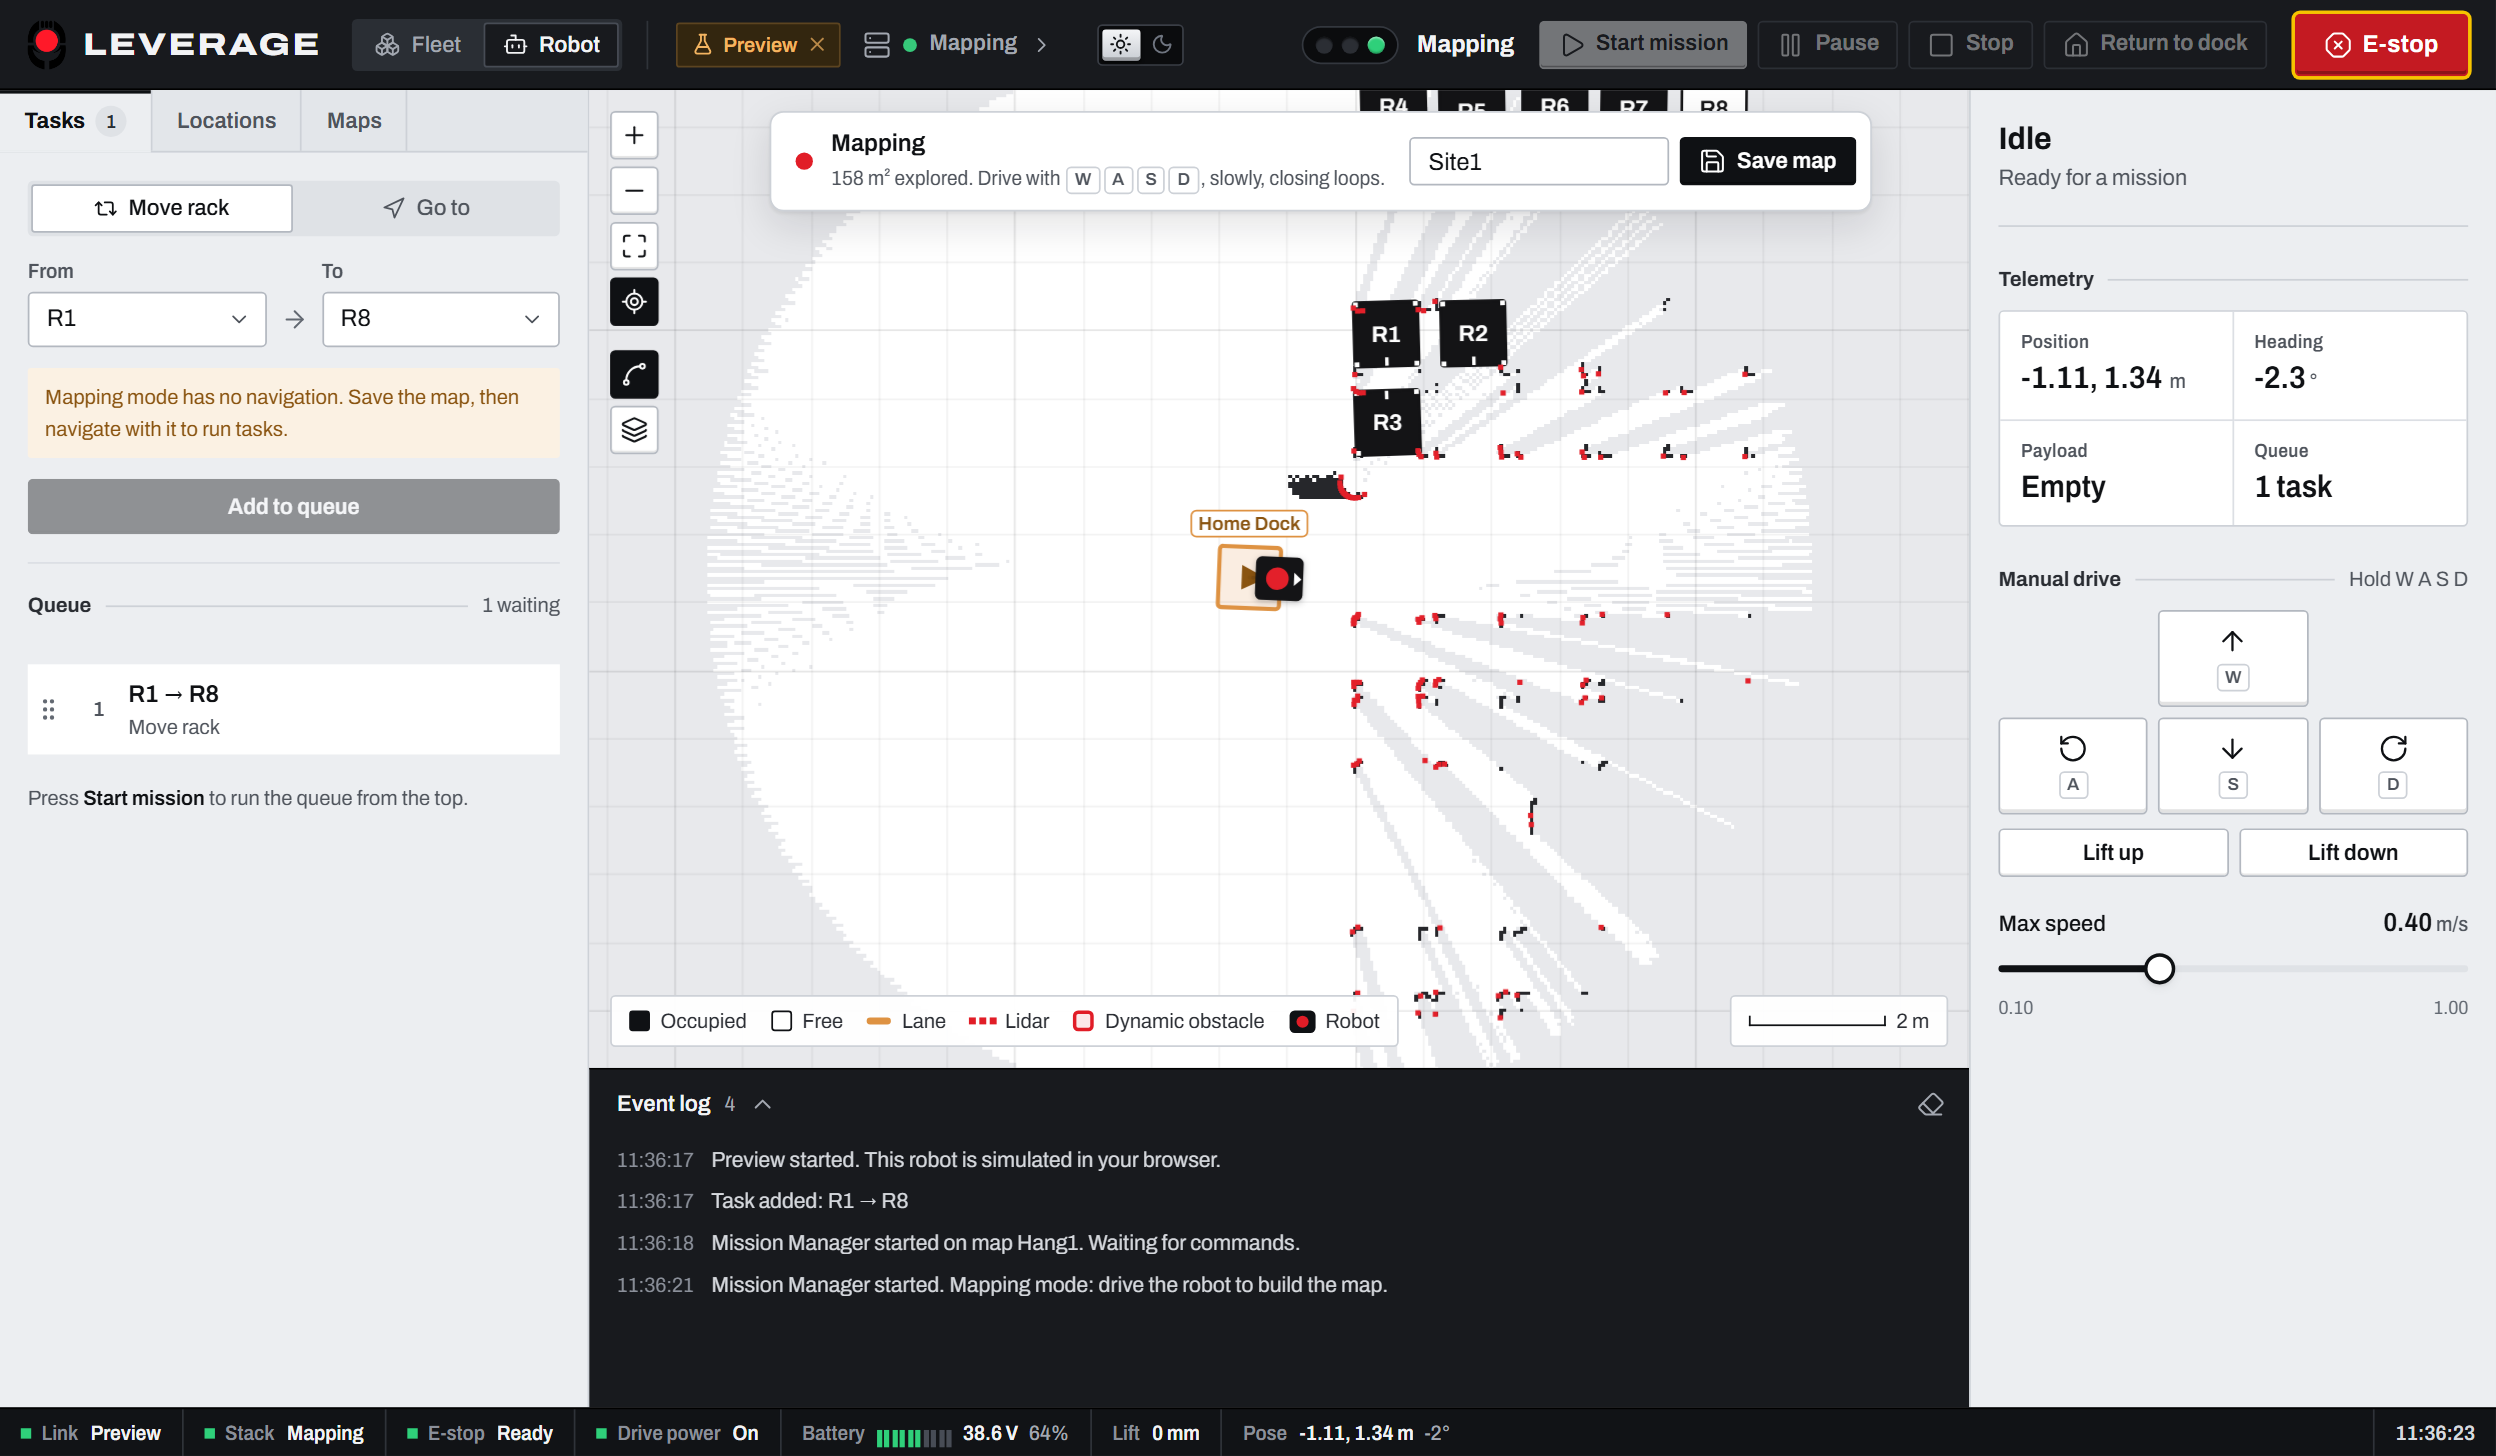 LEVERAGE
Fleet
Robot
Preview
Mapping
Mapping
Start mission
Pause
Stop
Return to dock
E-stop
Tasks 1
Locations
Maps
Move rack
Go to
From
To
R1
R8
Mapping mode has no navigation. Save the map, then
navigate with it to run tasks.
Add to queue
Queue
1 waiting
1
R1 → R8
Move rack
Press Start mission to run the queue from the top.
R4
R5
R6
R7
R8
Mapping
158 m² explored. Drive with W A S D, slowly, closing loops.
Site1
Save map
R1
R2
R3
Home Dock
Occupied
Free
Lane
Lidar
Dynamic obstacle
Robot
2 m
Event log 4
11:36:17 Preview started. This robot is simulated in your browser.
11:36:17 Task added: R1 → R8
11:36:18 Mission Manager started on map Hang1. Waiting for commands.
11:36:21 Mission Manager started. Mapping mode: drive the robot to build the map.
Idle
Ready for a mission
Telemetry
Position
-1.11, 1.34 m
Heading
-2.3°
Payload
Empty
Queue
1 task
Manual drive
Hold W A S D
W
A
S
D
Lift up
Lift down
Max speed
0.40 m/s
0.10
1.00
Link Preview
Stack Mapping
E-stop Ready
Drive power On
Battery 38.6 V 64%
Lift 0 mm
Pose -1.11, 1.34 m -2°
11:36:23